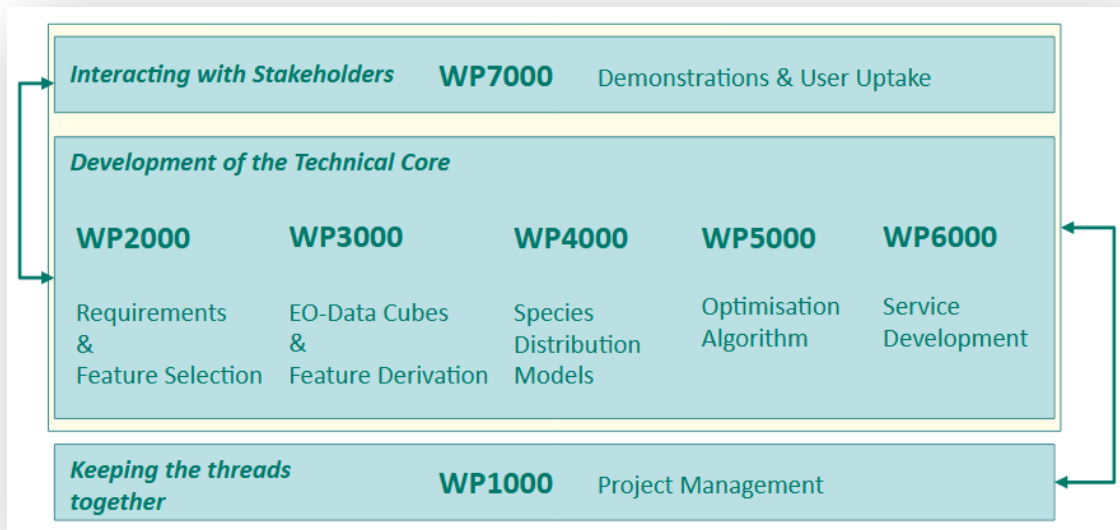 Interacting with Stakeholders WP7000 Demonstrations & User Uptake
Development of the Technical Core
WP2000 WP3000 WP4000 WP5000 WP6000
Requirements
&
Feature Selection
EO-Data Cubes
&
Feature Derivation
Species
Distribution
Models
Optimisation
Algorithm
Service
Development
Keeping the threads
together
WP1000 Project Management